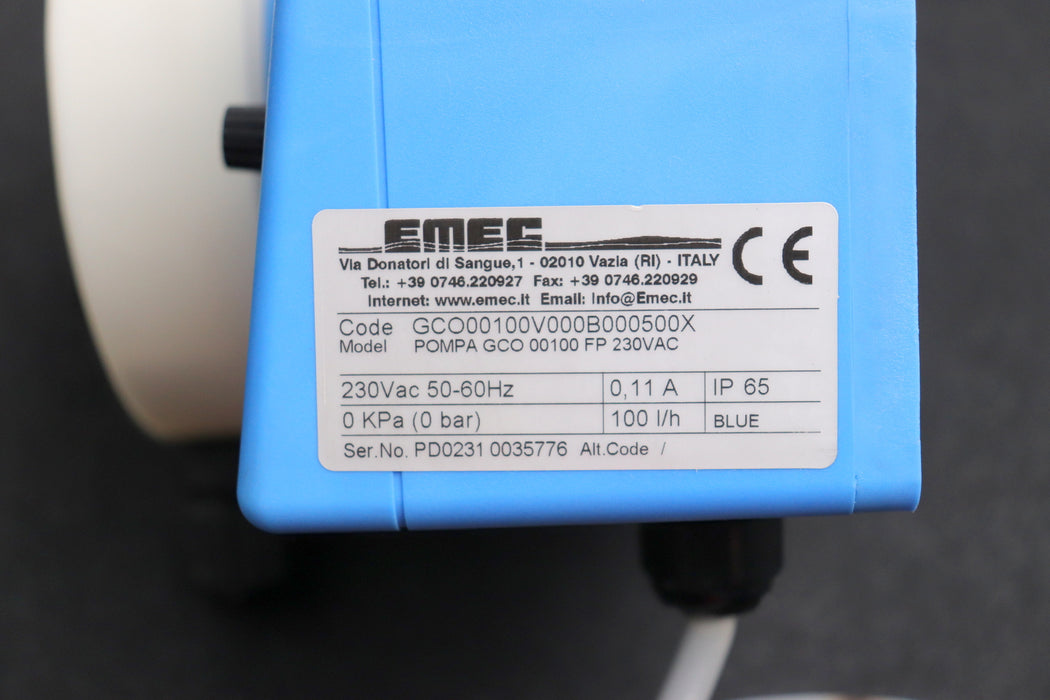 EMEC
Via Donatori di Sangue,1 - 02010 Vazia (RI) - ITALY
Tel.: +39 0746.220927 Fax: +39 0746.220929
Internet: www.emec.it Email: Info@Emec.it
CE
Code GCO00100V000B000500X
Model POMPA GCO 00100 FP 230VAC
230Vac 50-60Hz 0,11 A IP 65
0 KPa (0 bar) 100 l/h BLUE
Ser.No. PD0231 0035776 Alt.Code /